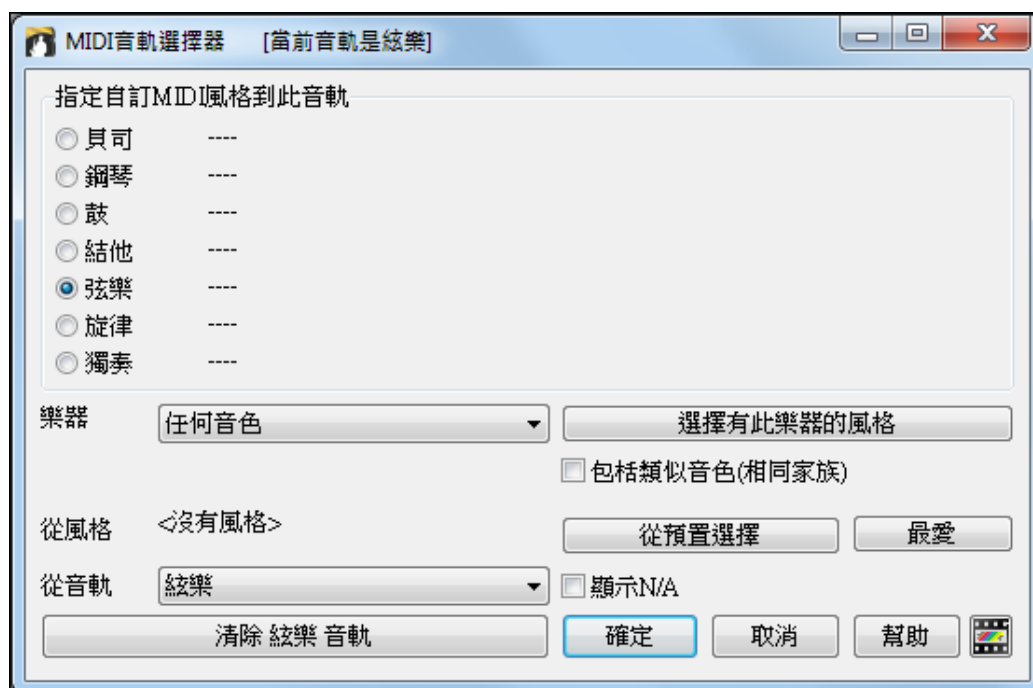 MIDI音軌選擇器 [當前音軌是絃樂]
指定自訂MIDI風格到此音軌
貝司 ----
鋼琴 ----
鼓 ----
結他 ----
弦樂 ----
旋律 ----
獨奏 ----
樂器 任何音色 選擇有此樂器的風格
包括類似音色(相同家族)
從風格 <沒有風格> 從預置選擇 最愛
從音軌 絃樂 顯示N/A
清除 絃樂 音軌 確定 取消 幫助